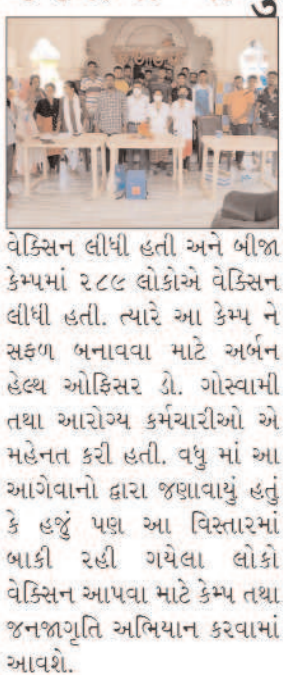 વેક્સિન લીધી હતી અને બીજા
કેમ્પમાં ૨૮૯ લોકોએ વેક્સિન
લીધી હતી. ત્યારે આ કેમ્પ ને
સફળ બનાવવા માટે અર્બન
હેલ્થ ઓફિસર ડો. ગોસ્વામી
તથા આરોગ્ય કર્મચારીઓ એ
મહેનત કરી હતી. વધુ માં આ
આગેવાનો દ્વારા જણાવાયું હતું
કે હજું પણ આ વિસ્તારમાં
બાકી રહી ગયેલા લોકો
વેક્સિન આપવા માટે કેમ્પ તથા
જનજાગૃતિ અભિયાન કરવામાં
આવશે.